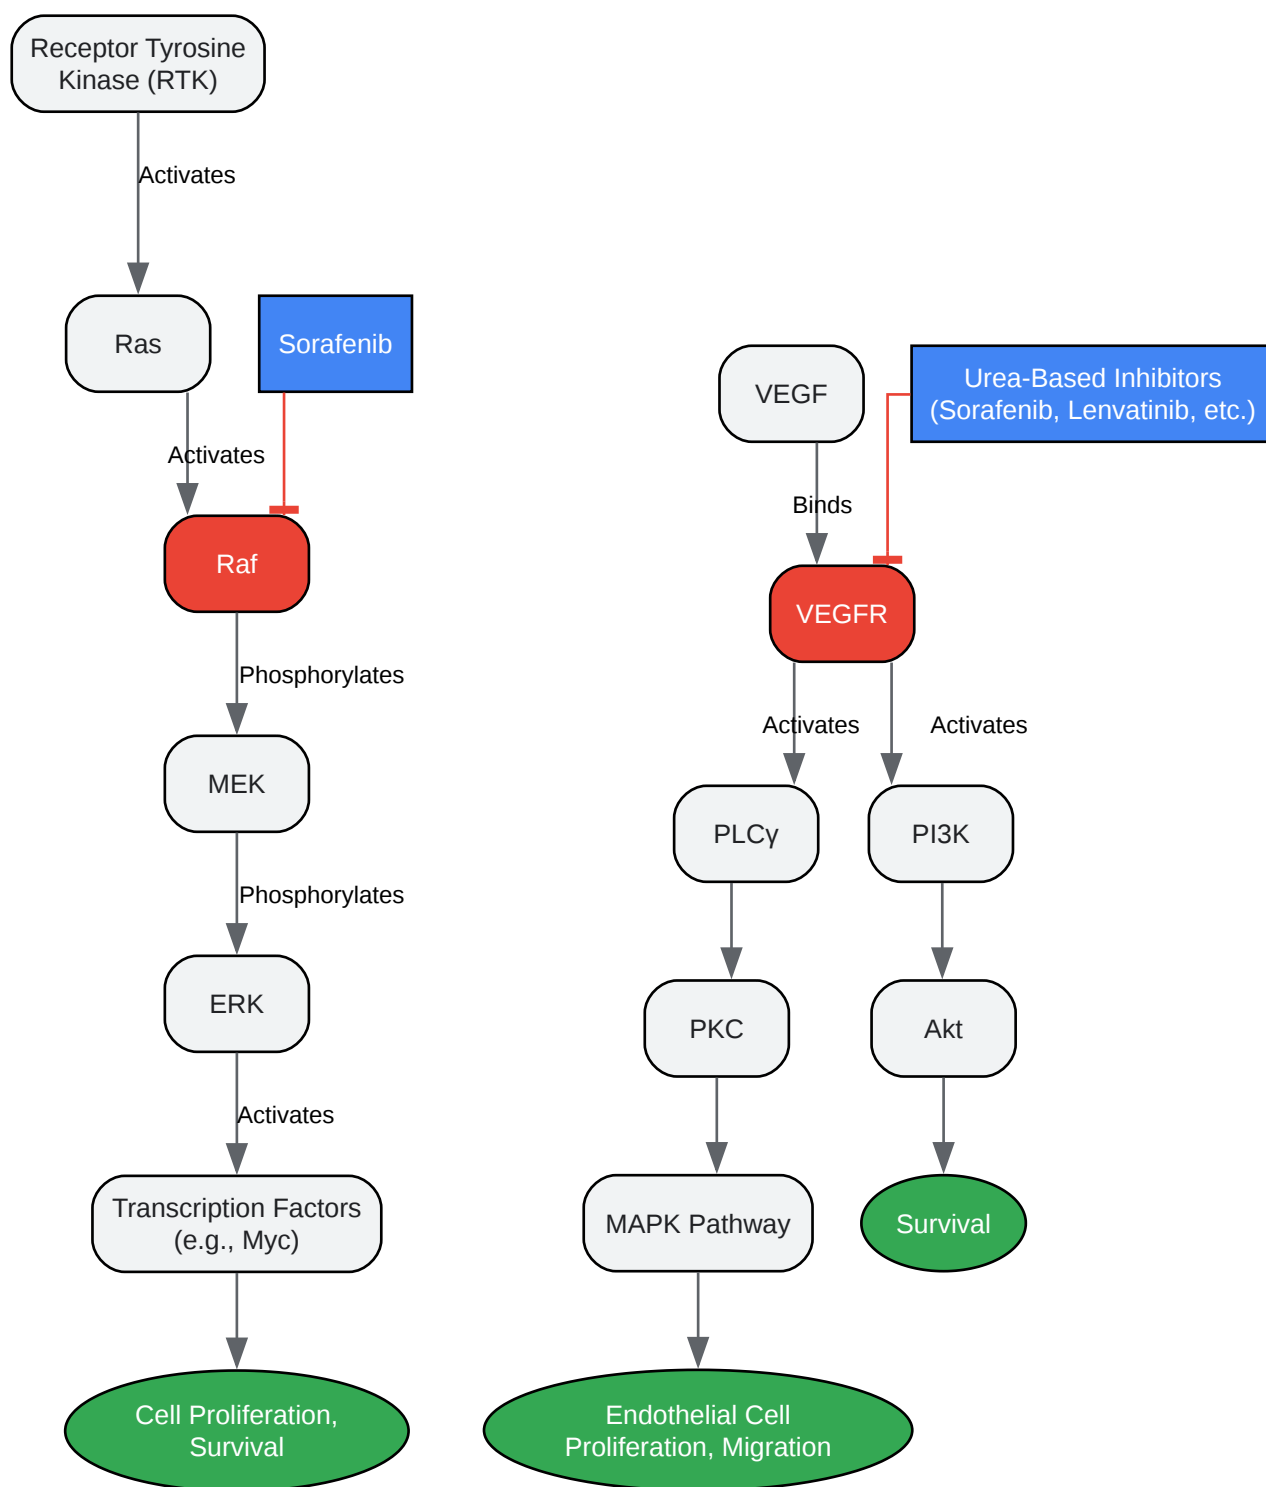 Receptor Tyrosine
Kinase (RTK)
Activates
Ras
Sorafenib
Activates
Raf
Phosphorylates
MEK
Phosphorylates
ERK
Activates
Transcription Factors
(e.g., Myc)
Cell Proliferation,
Survival
VEGF
Urea-Based Inhibitors
(Sorafenib, Lenvatinib, etc.)
Binds
VEGFR
Activates
Activates
PLCγ
PI3K
PKC
Akt
MAPK Pathway
Survival
Endothelial Cell
Proliferation, Migration